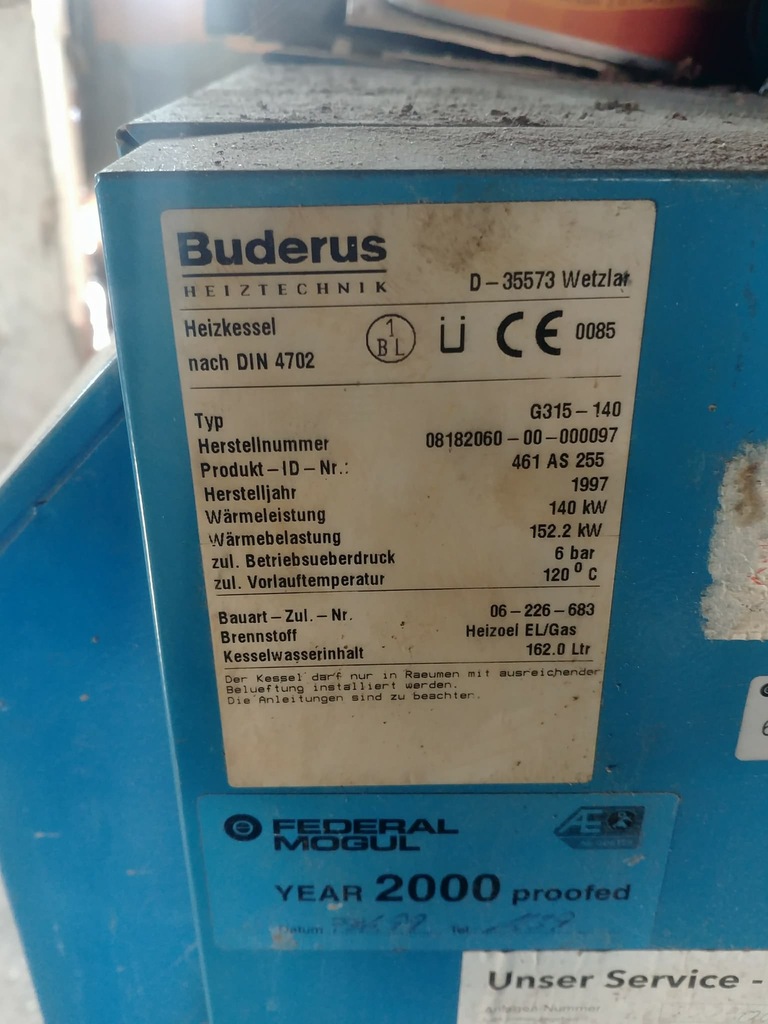 Buderus
HEIZTECHNIK
D-35573 Wetzlar
Heizkessel
nach DIN 4702
1
BL
Ü CE 0085
Typ G315-140
Herstellnummer 08182060-00-000097
Produkt-ID-Nr.: 461 AS 255
Herstelljahr 1997
Wärmeleistung 140 kW
Wärmebelastung 152.2 kW
zul. Betriebsueberdruck 6 bar
zul. Vorlauftemperatur 120 ° C
Bauart-Zul.-Nr. 06-226-683
Brennstoff Heizoel EL/Gas
Kesselwasserinhalt 162.0 Ltr
Der Kessel darf nur in Raeumen mit ausreichender
Belueftung installiert werden.
Die Anleitungen sind zu beachten.
FEDERAL
MOGUL
AE
YEAR 2000 proofed
Datum Tel
Unser Service -